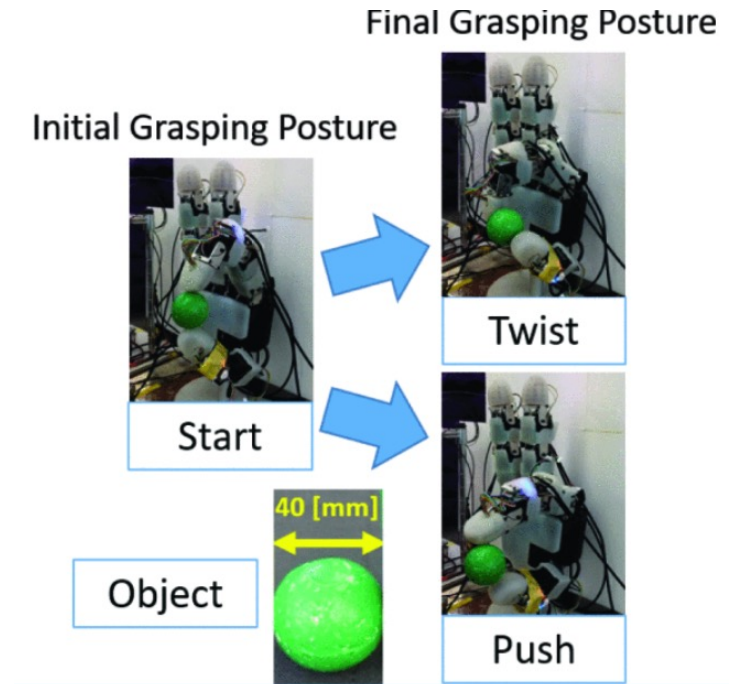 Final Grasping Posture
Initial Grasping Posture
Twist
Start
40 [mm]
Object
Push